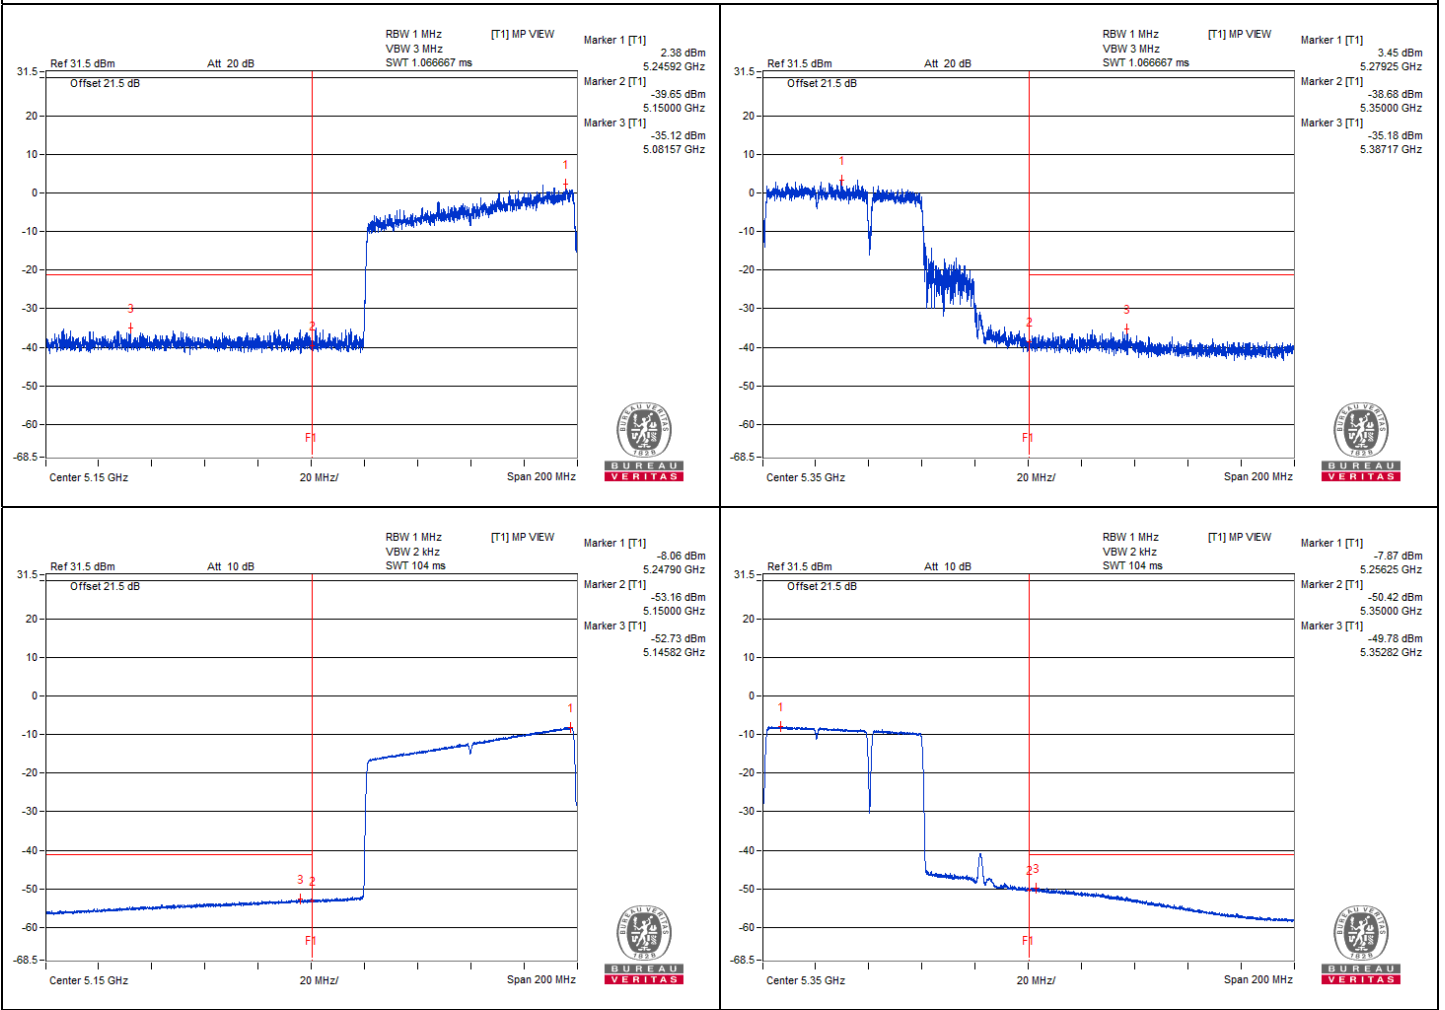 RBW 1 MHz [T1] MP VIEW
VBW 3 MHz
Ref 31.5 dBm Att 20 dB SWT 1.066667 ms
Marker 1 [T1]
2.38 dBm
5.24592 GHz
Marker 2 [T1]
-39.65 dBm
5.15000 GHz
Marker 3 [T1]
-35.12 dBm
5.08157 GHz
31.5
Offset 21.5 dB
20
10
1
0
-10
-20
-30
3
2
-40
-50
-60
F1
-68.5
Center 5.15 GHz 20 MHz/ Span 200 MHz
BUREAU VERITAS
1828
BUREAU
VERITAS
RBW 1 MHz [T1] MP VIEW
VBW 3 MHz
Ref 31.5 dBm Att 20 dB SWT 1.066667 ms
Marker 1 [T1]
3.45 dBm
5.27925 GHz
Marker 2 [T1]
-38.68 dBm
5.35000 GHz
Marker 3 [T1]
-35.18 dBm
5.38717 GHz
31.5
Offset 21.5 dB
20
10
1
0
-10
-20
-30
2
3
-40
-50
-60
F1
-68.5
Center 5.35 GHz 20 MHz/ Span 200 MHz
BUREAU VERITAS
1828
BUREAU
VERITAS
RBW 1 MHz [T1] MP VIEW
VBW 2 kHz
Ref 31.5 dBm Att 10 dB SWT 104 ms
Marker 1 [T1]
-8.06 dBm
5.24790 GHz
Marker 2 [T1]
-53.16 dBm
5.15000 GHz
Marker 3 [T1]
-52.73 dBm
5.14582 GHz
31.5
Offset 21.5 dB
20
10
0
1
-10
-20
-30
-40
3 2
-50
-60
F1
-68.5
Center 5.15 GHz 20 MHz/ Span 200 MHz
BUREAU VERITAS
1828
BUREAU
VERITAS
RBW 1 MHz [T1] MP VIEW
VBW 2 kHz
Ref 31.5 dBm Att 10 dB SWT 104 ms
Marker 1 [T1]
-7.87 dBm
5.25625 GHz
Marker 2 [T1]
-50.42 dBm
5.35000 GHz
Marker 3 [T1]
-49.78 dBm
5.35282 GHz
31.5
Offset 21.5 dB
20
10
0
1
-10
-20
-30
-40
2 3
-50
-60
F1
-68.5
Center 5.35 GHz 20 MHz/ Span 200 MHz
BUREAU VERITAS
1828
BUREAU
VERITAS